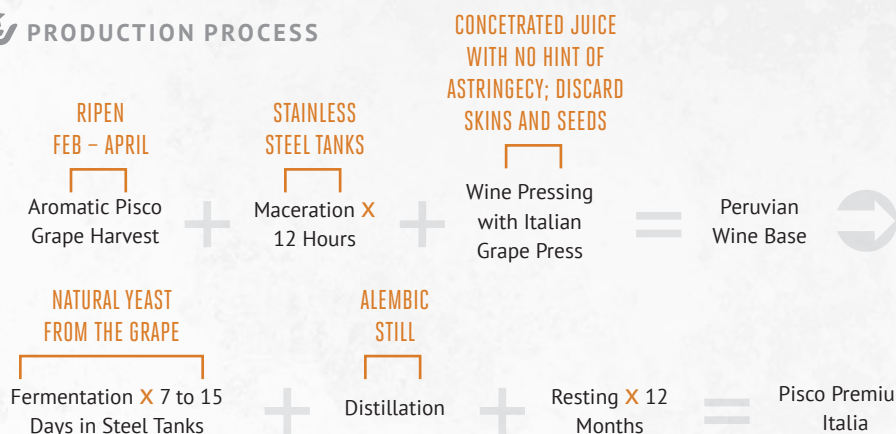 PRODUCTION PROCESS
RIPEN
FEB – APRIL
Aromatic Pisco
Grape Harvest
STAINLESS
STEEL TANKS
Maceration X
12 Hours
CONCETRATED JUICE
WITH NO HINT OF
ASTRINGECY; DISCARD
SKINS AND SEEDS
Wine Pressing
with Italian
Grape Press
Peruvian
Wine Base
NATURAL YEAST
FROM THE GRAPE
Fermentation X 7 to 15
Days in Steel Tanks
ALEMBIC
STILL
Distillation
Resting X 12
Months
Pisco Premiu
Italia